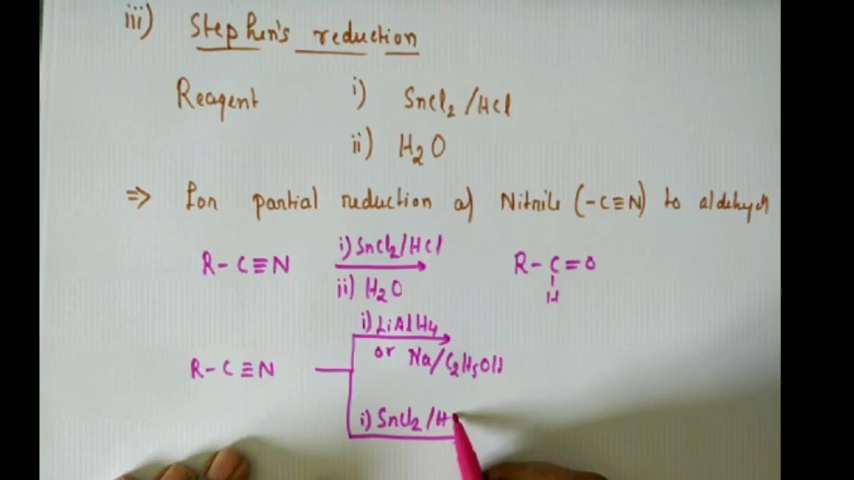 iii) Stephen's reduction
Reagent i) SnCl₂/HCl
ii) H₂O
⇒ For partial reduction of Nitrile (-C≡N) to aldehyde
R-C≡N i) SnCl₂/HCl R-C=O
ii) H₂O H
i) LiAlH₄
or Na/C₂H₅OH
R-C≡N
i) SnCl₂/H